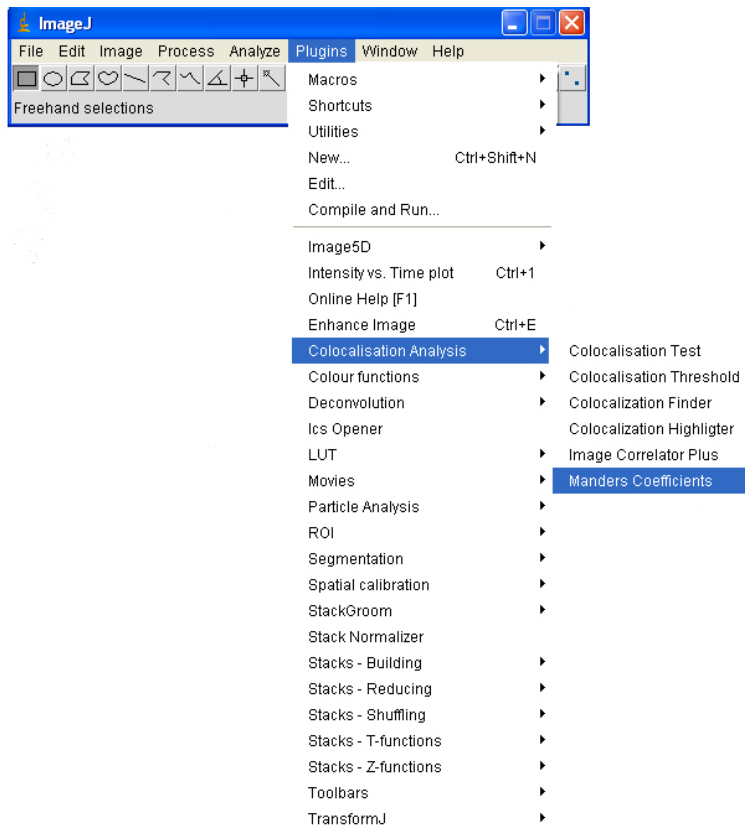 ImageJ
File Edit Image Process Analyze Plugins Window Help
Freehand selections
Macros
Shortcuts
Utilities
New... Ctrl+Shift+N
Edit...
Compile and Run...
Image5D
Intensity vs. Time plot Ctrl+1
Online Help [F1]
Enhance Image Ctrl+E
Colocalisation Analysis
Colour functions
Deconvolution
Ics Opener
LUT
Movies
Particle Analysis
ROI
Segmentation
Spatial calibration
StackGroom
Stack Normalizer
Stacks - Building
Stacks - Reducing
Stacks - Shuffling
Stacks - T-functions
Stacks - Z-functions
Toolbars
TransformJ
Colocalisation Test
Colocalisation Threshold
Colocalization Finder
Colocalization Highligter
Image Correlator Plus
Manders Coefficients